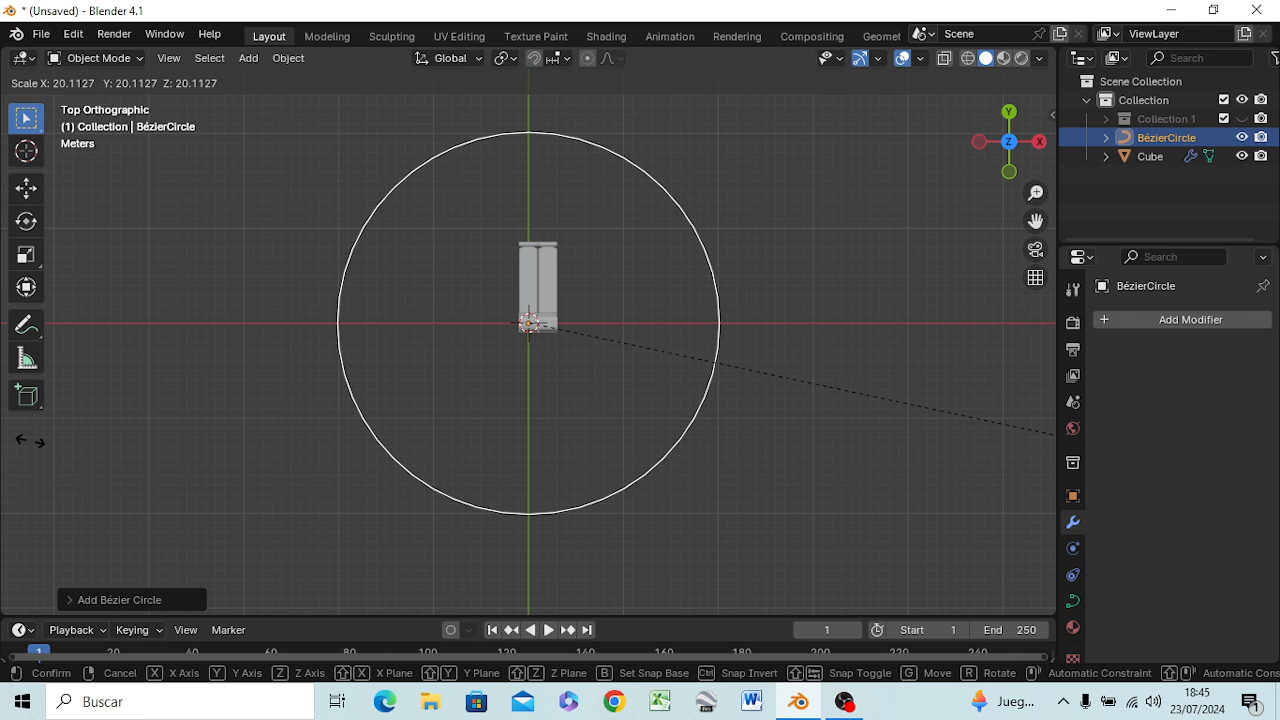 * (Unsaved) - Blender 4.1
File Edit Render Window Help Layout Modeling Sculpting UV Editing Texture Paint Shading Animation Rendering Compositing Geomet Scene ViewLayer
Object Mode View Select Add Object Global Search
Scale X: 20.1127 Y: 20.1127 Z: 20.1127
Top Orthographic
(1) Collection | BézierCircle
Meters
Y
X
Z
Scene Collection
Collection
Collection 1
BézierCircle
Cube
Search
BézierCircle
Add Modifier
Add Bézier Circle
Playback Keying View Marker 1 Start 1 End 250
1 20 40 60 80 100 120 140 160 180 200 220 240
Confirm Cancel X X Axis Y Y Axis Z Z Axis X X Plane Y Y Plane Z Z Plane B Set Snap Base Ctrl Snap Invert Snap Toggle G Move R Rotate Automatic Constraint Automatic Cons
Buscar Jueg... 18:45
23/07/2024
1